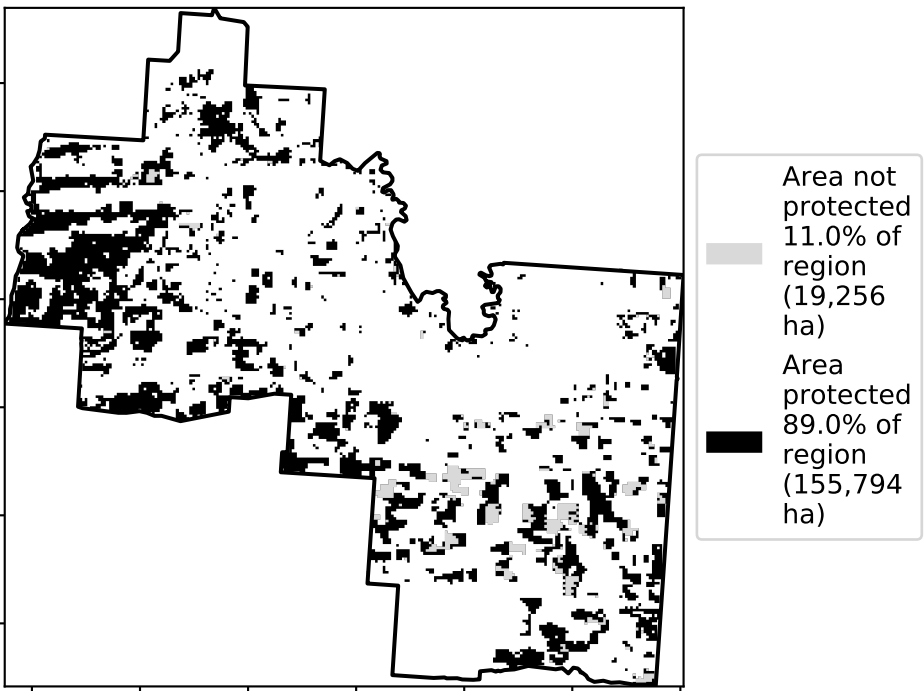 Area not
protected
11.0% of
region
(19,256
ha)
Area
protected
89.0% of
region
(155,794
ha)